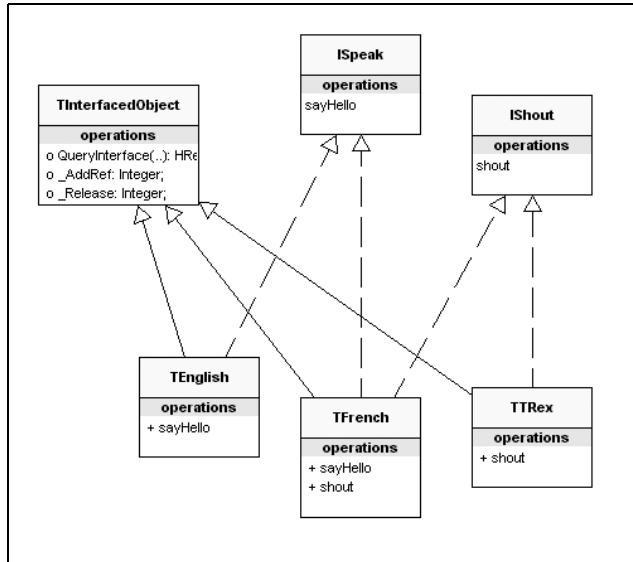 ISpeak
operations
sayHello
TInterfacedObject
operations
o QueryInterface(..): HRe
o _AddRef: Integer;
o _Release: Integer;
IShout
operations
shout
TEnglish
operations
+ sayHello
TFrench
operations
+ sayHello
+ shout
TTRex
operations
+ shout